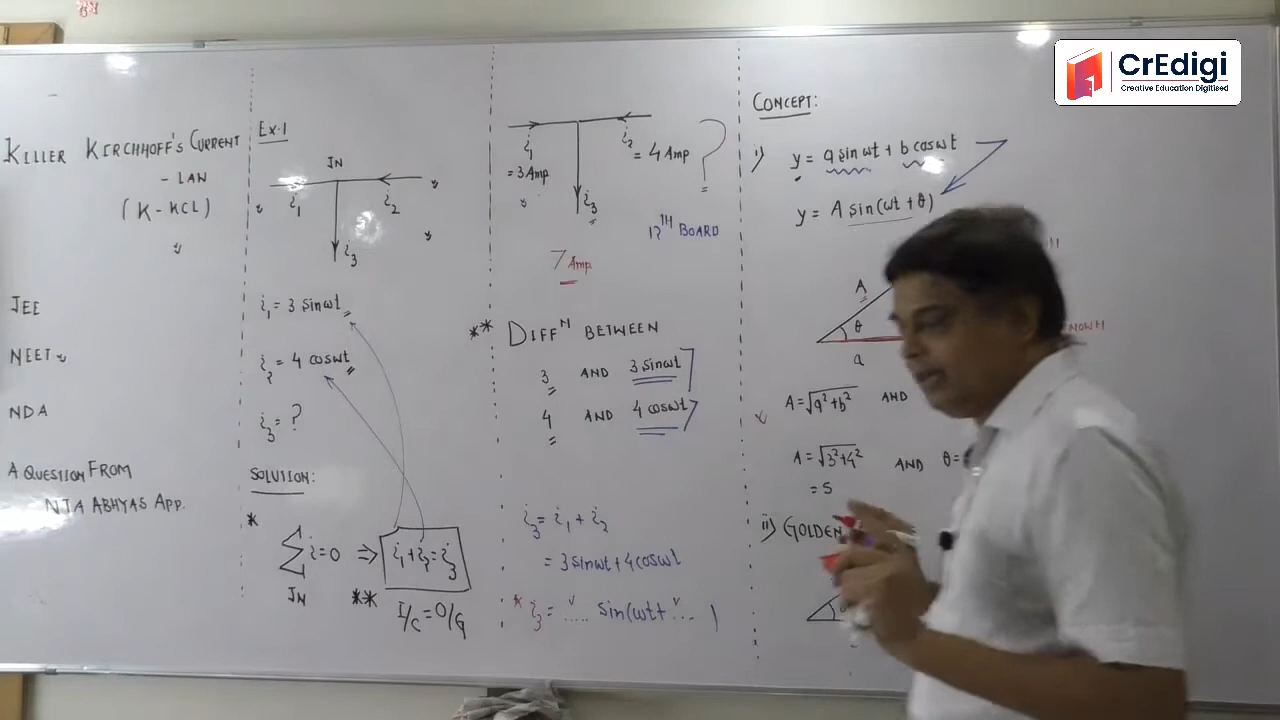 KILLER KIRCHHOFF'S CURRENT
- LAW
(K-KCL)
JEE
NEET
NDA
A QUESTION FROM
NTA ABHYAS APP.
Ex·1
JN
i₁ i₂
i₃
i₁ = 3 sinωt
i₂ = 4 cosωt
i₃ = ?
SOLUTION:
* ∑ i=0 ⇒ i₁+i₂=i₃
JN
** I/C = O/G
i₁ = 3 Amp
i₂ = 4 Amp ?
i₃
12TH BOARD
7 Amp
** DIFFN BETWEEN
3 AND 3 sinωt
4 AND 4 cosωt
i₃ = i₁ + i₂
= 3 sinωt + 4 cosωt
* i₃ = ..... sin(ωt + ... )
CONCEPT:
i) y = a sin ωt + b cos ωt
y = A sin(ωt + θ)
A
θ
a
A = √a²+b² AND
A = √3²+4² AND θ =
= 5
ii) GOLDEN
CrEdigi
Creative Education Digitised